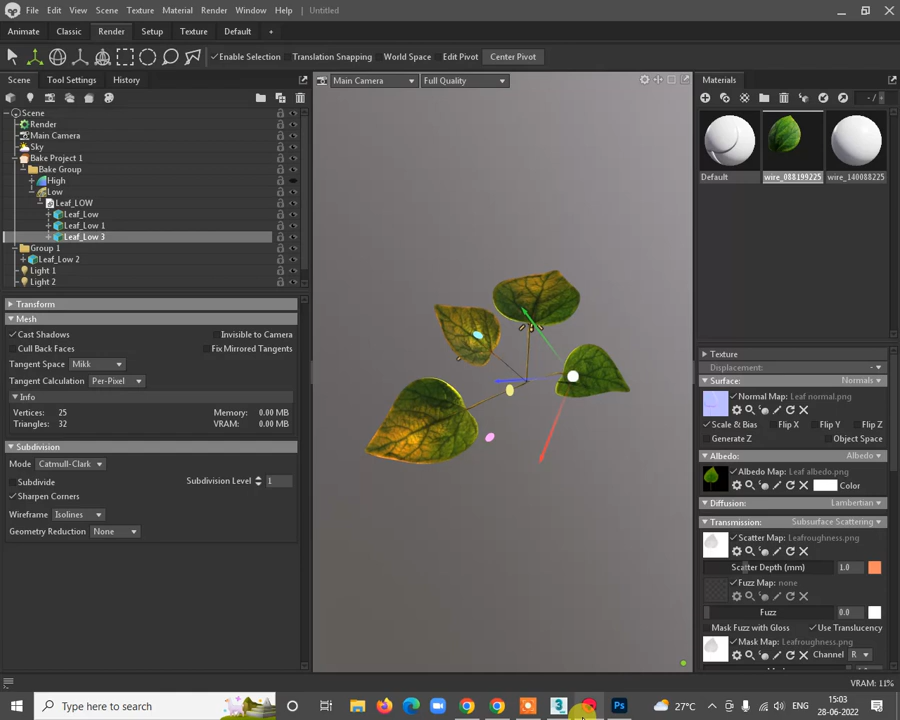 File Edit View Scene Texture Material Render Window Help Untitled
Animate Classic Render Setup Texture Default +
Enable Selection Translation Snapping World Space Edit Pivot Center Pivot
Scene Tool Settings History
Main Camera Full Quality
Materials
- /
Scene
Render
Main Camera
Sky
Bake Project 1
Bake Group
High
Low
Leaf_LOW
Leaf_Low
Leaf_Low 1
Leaf_Low 3
Group 1
Leaf_Low 2
Light 1
Light 2
Default wire_088199225 wire_140088225
Transform
Mesh
Cast Shadows Invisible to Camera
Cull Back Faces Fix Mirrored Tangents
Tangent Space Mikk
Tangent Calculation Per-Pixel
Info
Vertices: 25 Memory: 0.00 MB
Triangles: 32 VRAM: 0.00 MB
Subdivision
Mode Catmull-Clark
Subdivide Subdivision Level 1
Sharpen Corners
Wireframe Isolines
Geometry Reduction None
Texture
Displacement: -
Surface: Normals
Normal Map: Leaf normal.png
Scale & Bias Flip X Flip Y Flip Z
Generate Z Object Space
Albedo: Albedo
Albedo Map: Leaf albedo.png
Color
Diffusion: Lambertian
Transmission: Subsurface Scattering
Scatter Map: Leafroughness.png
Scatter Depth (mm) 1.0
Fuzz Map: none
Fuzz 0.0
Mask Fuzz with Gloss Use Translucency
Mask Map: Leafroughness.png
Channel R
VRAM: 11%
Type here to search
3
Ps
27°C
15:03
28-06-2022